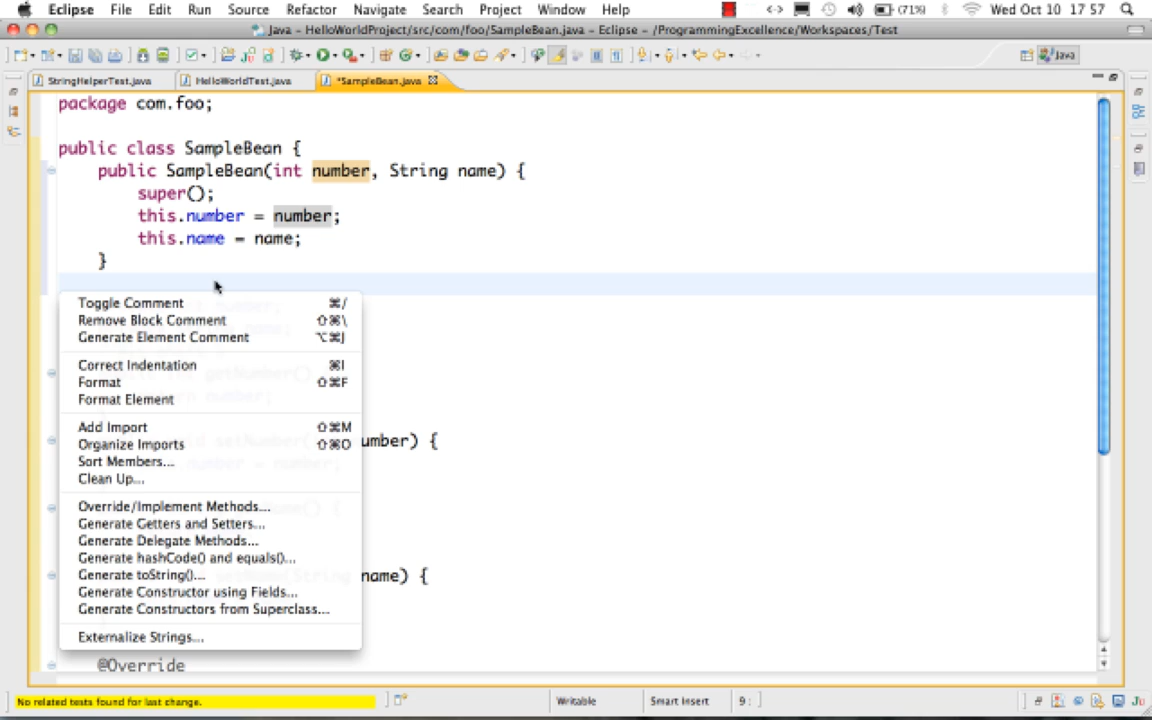 Eclipse File Edit Run Source Refactor Navigate Search Project Window Help (71%) Wed Oct 10 17 57
Java – HelloWorldProject/src/com/foo/SampleBean.java – Eclipse – /ProgrammingExcellence/Workspaces/Test
Java
StringHelperTest.java HelloWorldTest.java *SampleBean.java
package com.foo;
public class SampleBean {
public SampleBean(int number, String name) {
super();
this.number = number;
this.name = name;
}
Toggle Comment ⌘/
Remove Block Comment ⇧⌘\
Generate Element Comment ⌥⌘J
Correct Indentation ⌘I
Format ⇧⌘F
Format Element
Add Import ⇧⌘M
Organize Imports ⇧⌘O
umber) {
Sort Members...
Clean Up...
Override/Implement Methods...
Generate Getters and Setters...
Generate Delegate Methods...
Generate hashCode() and equals()...
Generate toString()...
name) {
Generate Constructor using Fields...
Generate Constructors from Superclass...
Externalize Strings...
@Override
No related tests found for last change. Writable Smart Insert 9 : ]